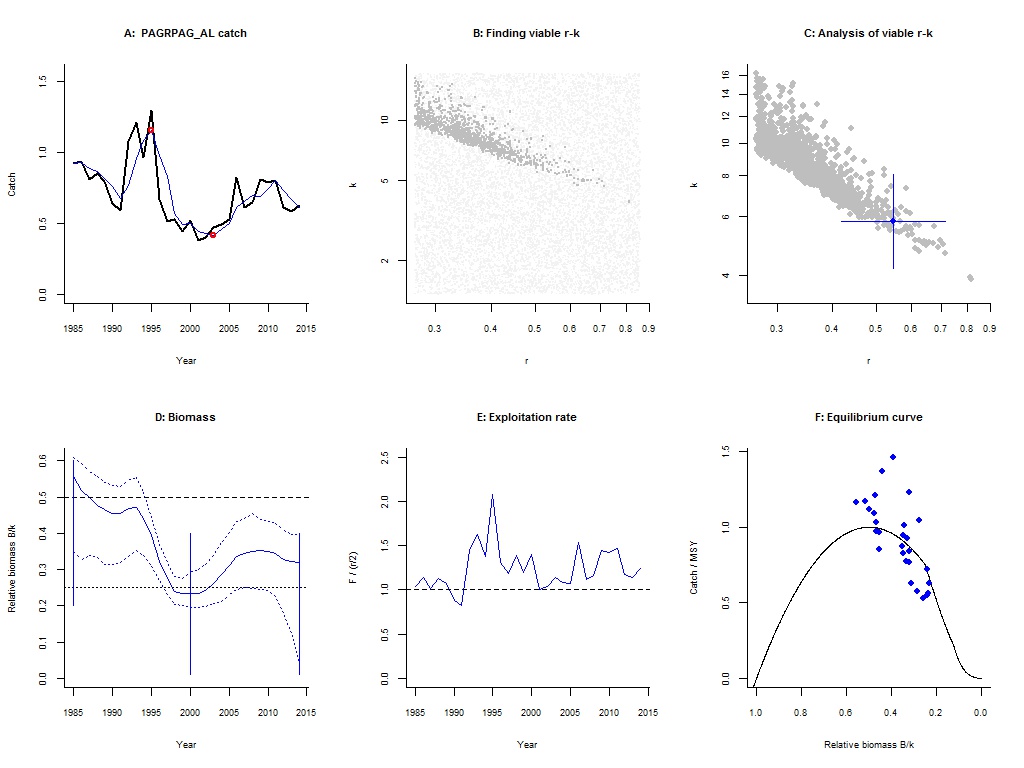 A: PAGRPAG_AL catch
Catch
1.5
1.0
0.5
0.0
1985 1990 1995 2000 2005 2010 2015
Year
B: Finding viable r-k
k
10
5
2
0.3 0.4 0.5 0.6 0.7 0.8 0.9
r
C: Analysis of viable r-k
k
16
14
12
10
8
6
4
0.3 0.4 0.5 0.6 0.7 0.8 0.9
r
D: Biomass
Relative biomass B/k
0.6
0.5
0.4
0.3
0.2
0.1
0.0
1985 1990 1995 2000 2005 2010 2015
Year
E: Exploitation rate
F / (r/2)
2.5
2.0
1.5
1.0
0.5
0.0
1985 1990 1995 2000 2005 2010 2015
Year
F: Equilibrium curve
Catch / MSY
1.5
1.0
0.5
0.0
1.0 0.8 0.6 0.4 0.2 0.0
Relative biomass B/k